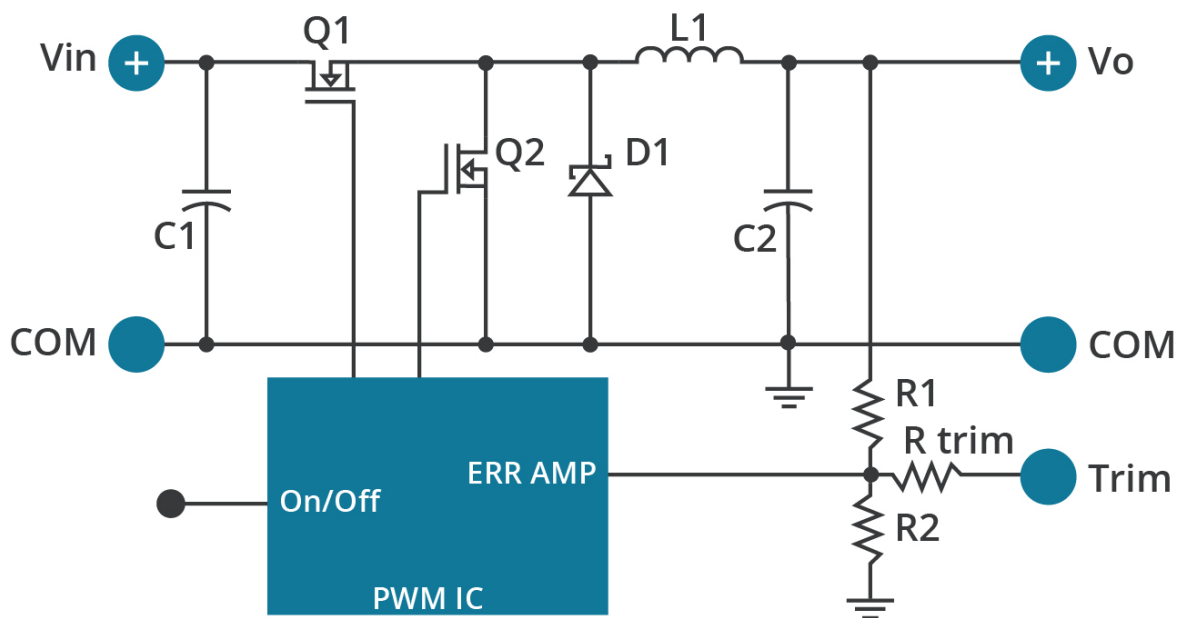 Q1
L1
Vin
+
+
Vo
Q2
D1
C1
C2
COM
COM
R1
R trim
ERR AMP
Trim
On/Off
R2
PWM IC